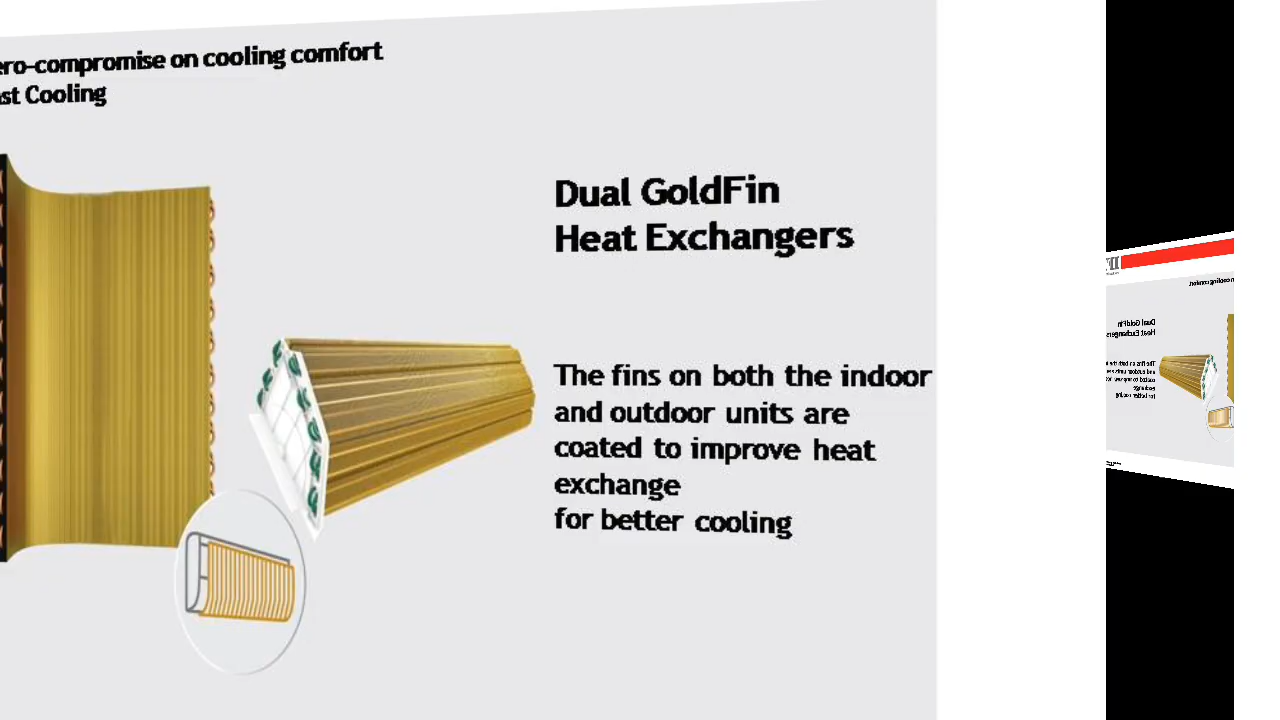 ero-compromise on cooling comfort
st Cooling
Dual GoldFin
Heat Exchangers
The fins on both the indoor
and outdoor units are
coated to improve heat
exchange
for better cooling